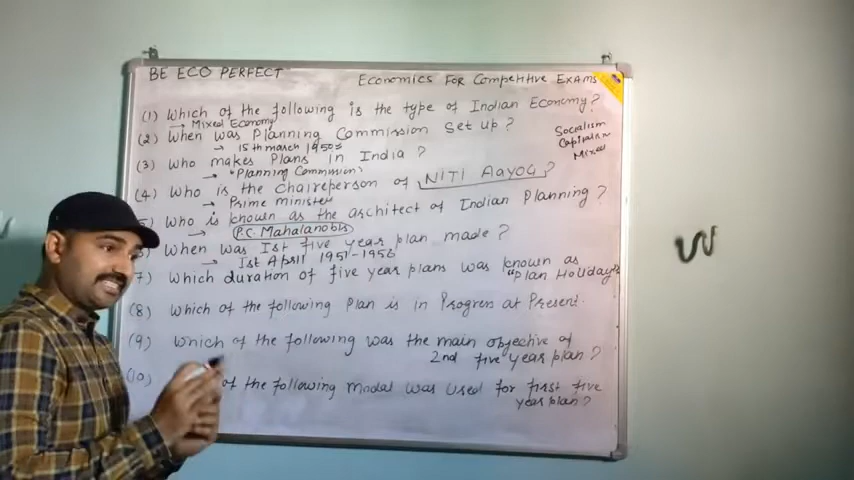 BE ECO PERFECT
Economics For Competitive Exams
(1) Which of the following is the type of Indian Economy?
→ Mixed Economy
(2) When was Planning Commission set up ?
→ 15th march 1950s
Socialism
Capitalism
Mixed
(3) Who makes Plans in India ?
→ "Planning Commission"
(4) Who is the chaireperson of NITI AAYOG ?
→ Prime minister
5) Who is known as the architect of Indian Planning ?
→ P.C. Mahalanobis
When was Ist five year plan made ?
→ Ist April 1951-1956
7) Which duration of five year plans was known as
"Plan Holiday"?
(8) Which of the following Plan is in Progress at Present.
(9) Which of the following was the main objective of
2nd five year plan ?
(10) of the following modal was used for first five
year plan ?